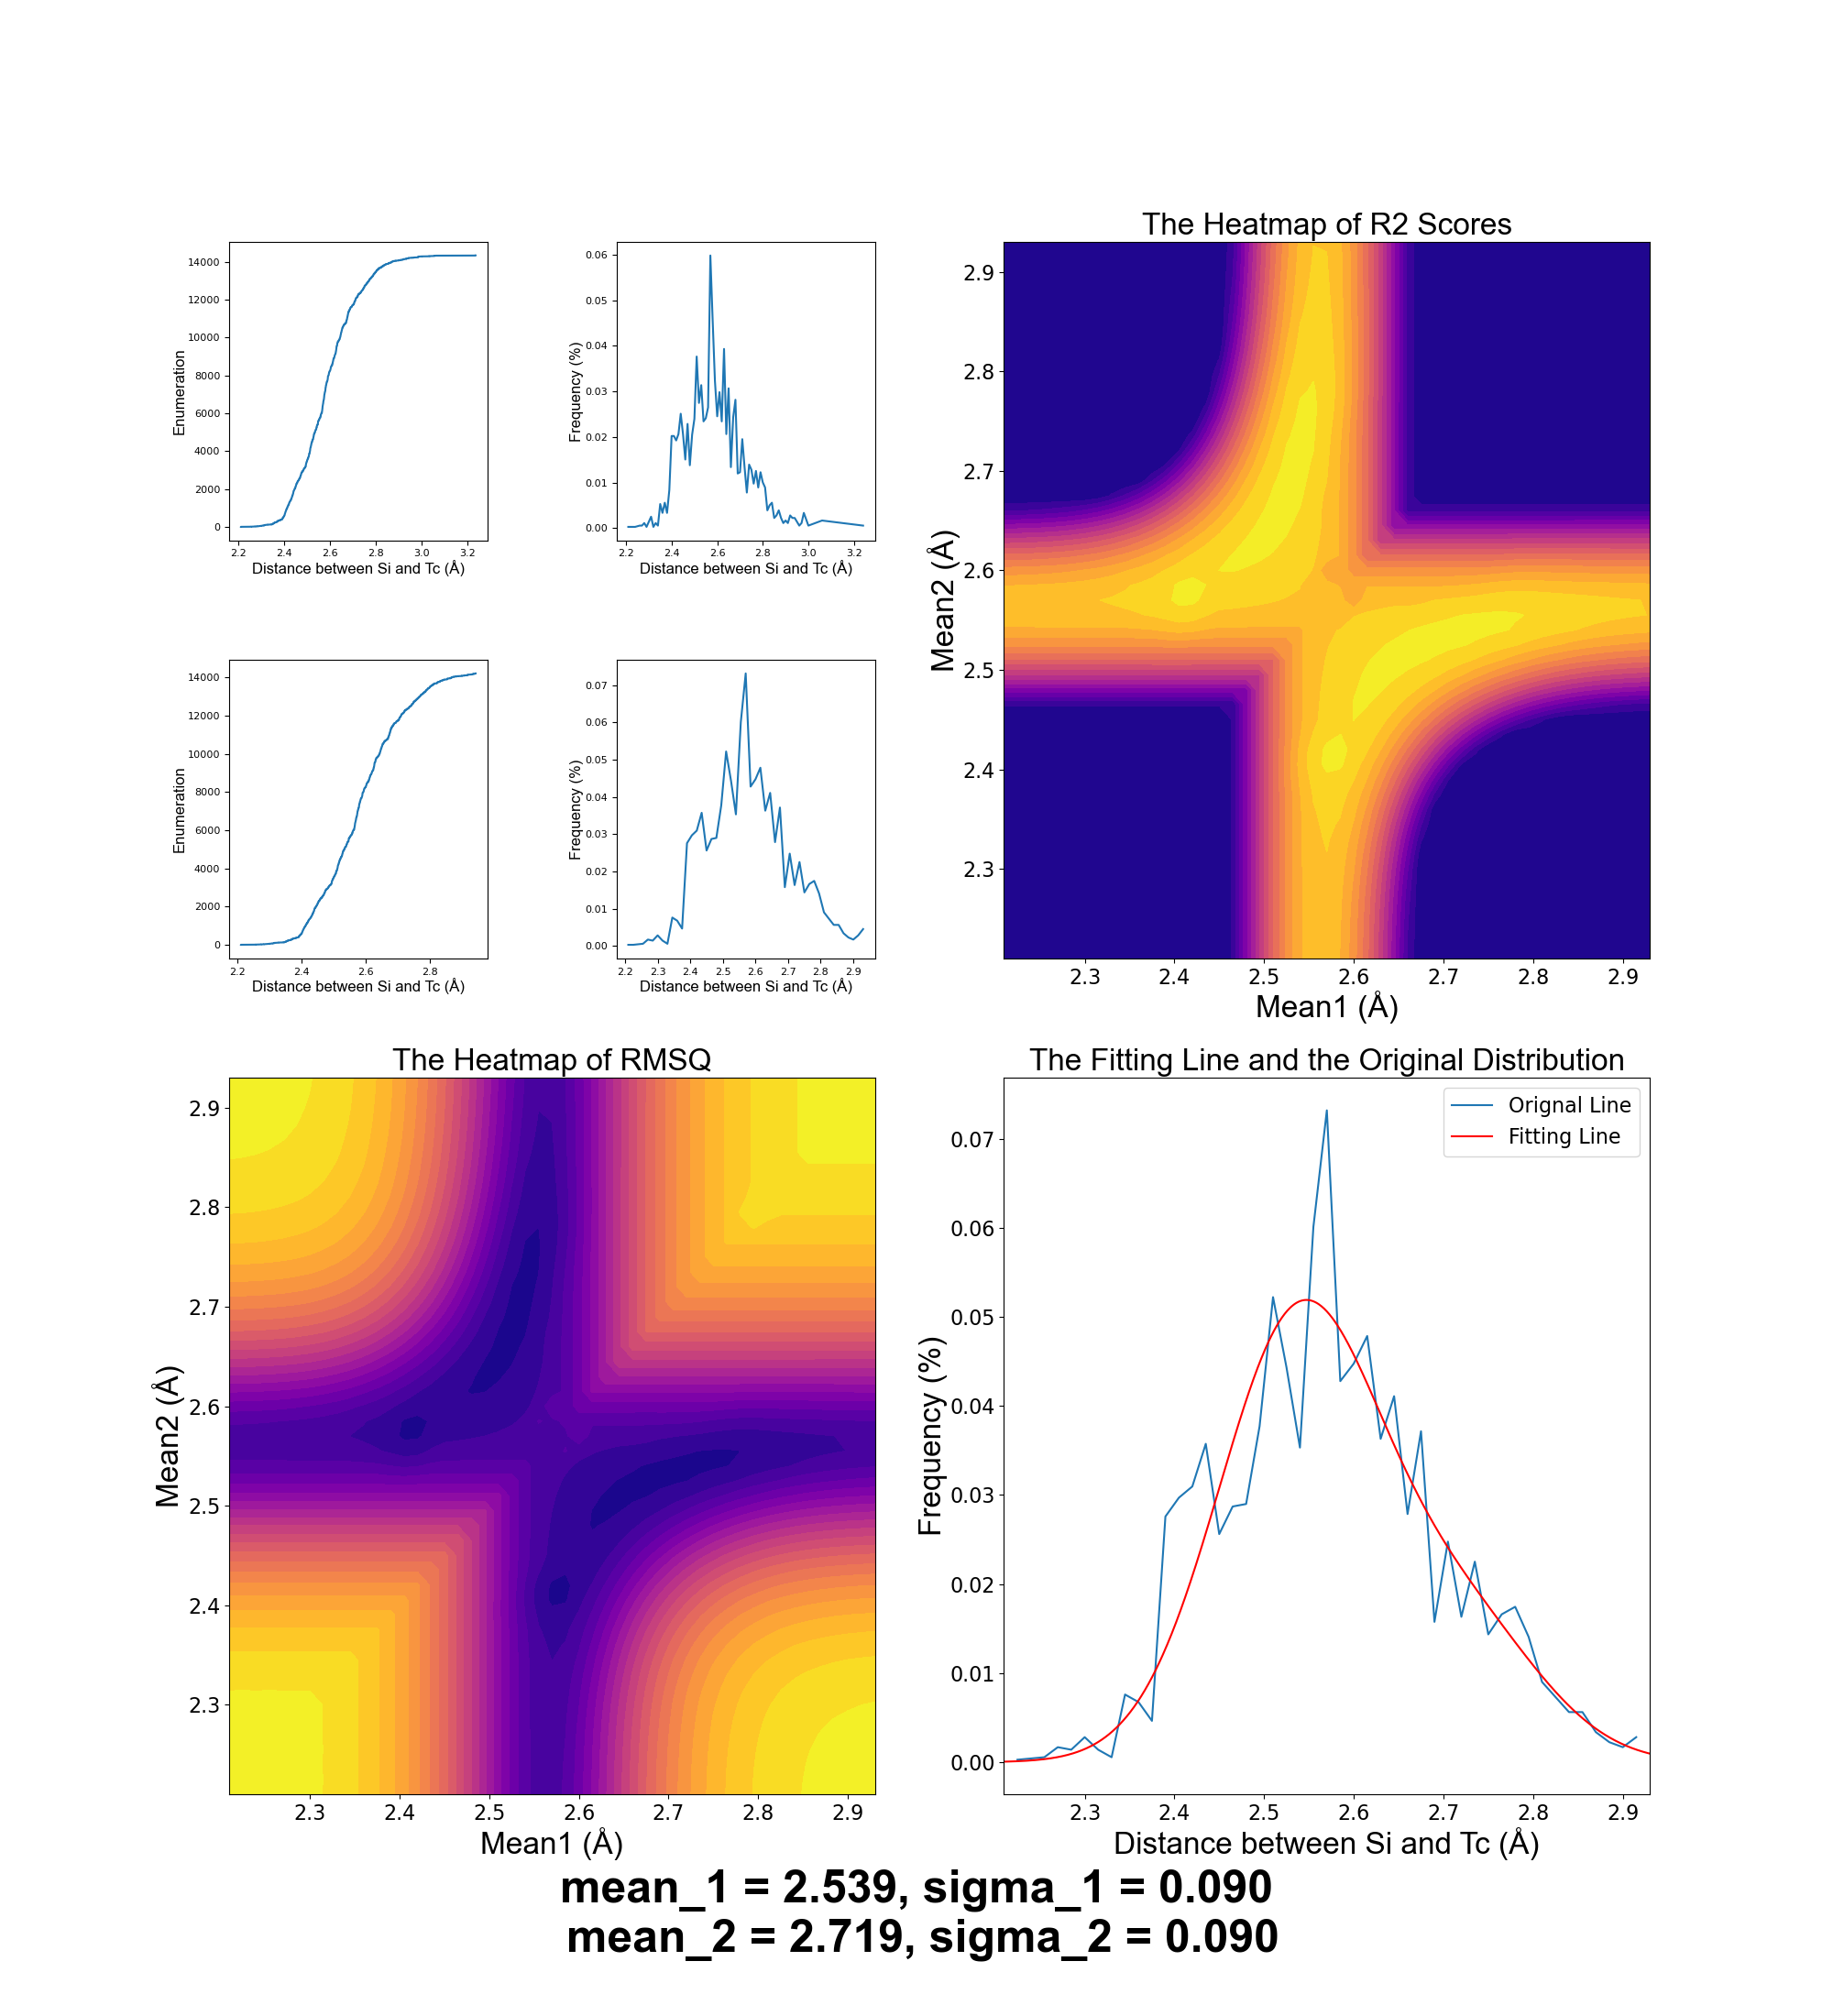 14000
12000
10000
8000
6000
4000
2000
0
Enumeration
2.2 2.4 2.6 2.8 3.0 3.2
Distance between Si and Tc (Å)
0.06
0.05
0.04
0.03
0.02
0.01
0.00
Frequency (%)
2.2 2.4 2.6 2.8 3.0 3.2
Distance between Si and Tc (Å)
The Heatmap of R2 Scores
2.9
2.8
2.7
2.6
2.5
2.4
2.3
Mean2 (Å)
2.3 2.4 2.5 2.6 2.7 2.8 2.9
Mean1 (Å)
14000
12000
10000
8000
6000
4000
2000
0
Enumeration
2.2 2.4 2.6 2.8
Distance between Si and Tc (Å)
0.07
0.06
0.05
0.04
0.03
0.02
0.01
0.00
Frequency (%)
2.2 2.3 2.4 2.5 2.6 2.7 2.8 2.9
Distance between Si and Tc (Å)
The Heatmap of RMSQ
2.9
2.8
2.7
2.6
2.5
2.4
2.3
Mean2 (Å)
2.3 2.4 2.5 2.6 2.7 2.8 2.9
Mean1 (Å)
The Fitting Line and the Original Distribution
Orignal Line
Fitting Line
0.07
0.06
0.05
0.04
0.03
0.02
0.01
0.00
Frequency (%)
2.3 2.4 2.5 2.6 2.7 2.8 2.9
Distance between Si and Tc (Å)
mean_1 = 2.539, sigma_1 = 0.090
mean_2 = 2.719, sigma_2 = 0.090